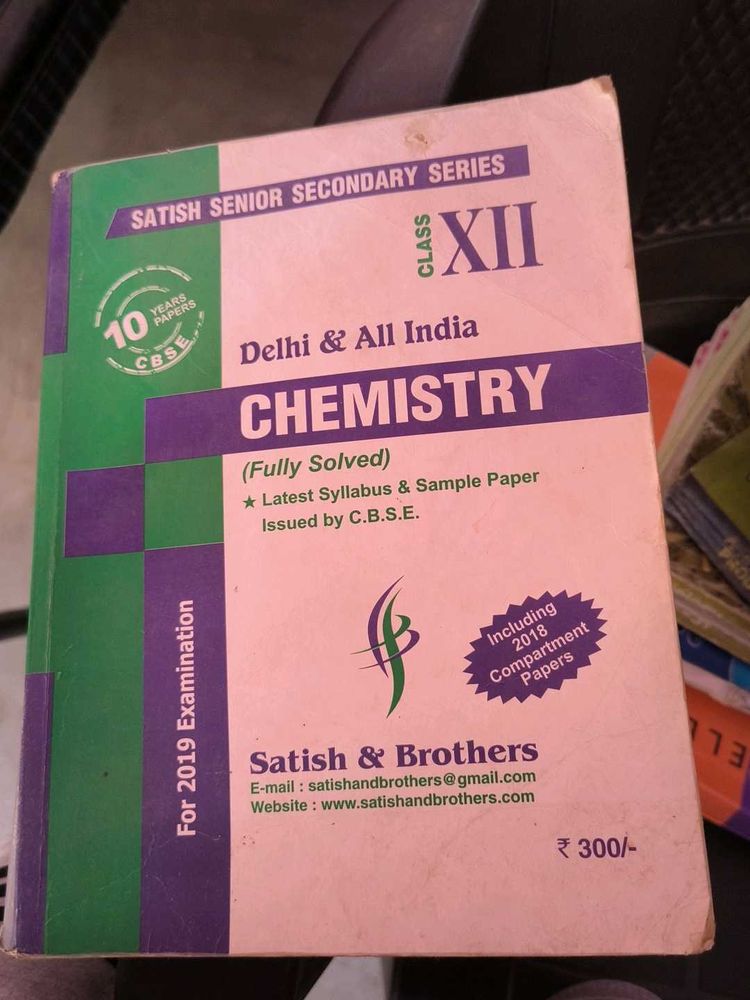 SATISH SENIOR SECONDARY SERIES
CLASS XII
10 YEARS
PAPERS
CBSE
Delhi & All India
CHEMISTRY
(Fully Solved)
★ Latest Syllabus & Sample Paper
Issued by C.B.S.E.
For 2019 Examination
Including
2018
Compartment
Papers
Satish & Brothers
E-mail : satishandbrothers@gmail.com
Website : www.satishandbrothers.com
₹ 300/-